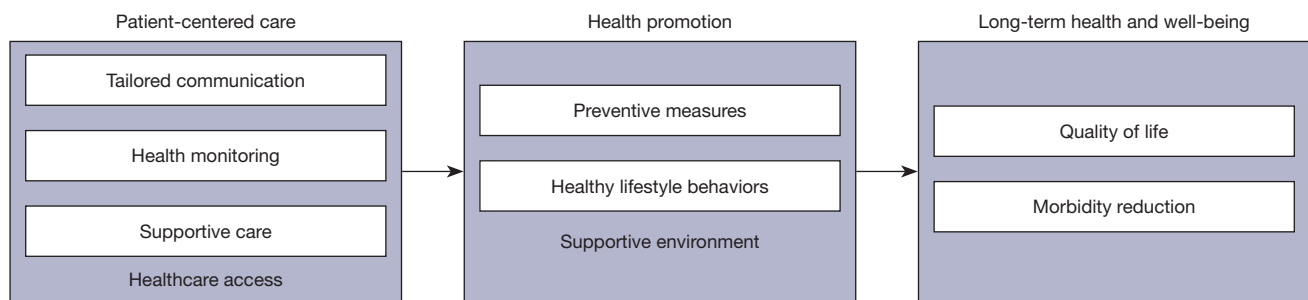 Patient-centered care
Tailored communication
Health monitoring
Supportive care
Healthcare access
Health promotion
Preventive measures
Healthy lifestyle behaviors
Supportive environment
Long-term health and well-being
Quality of life
Morbidity reduction